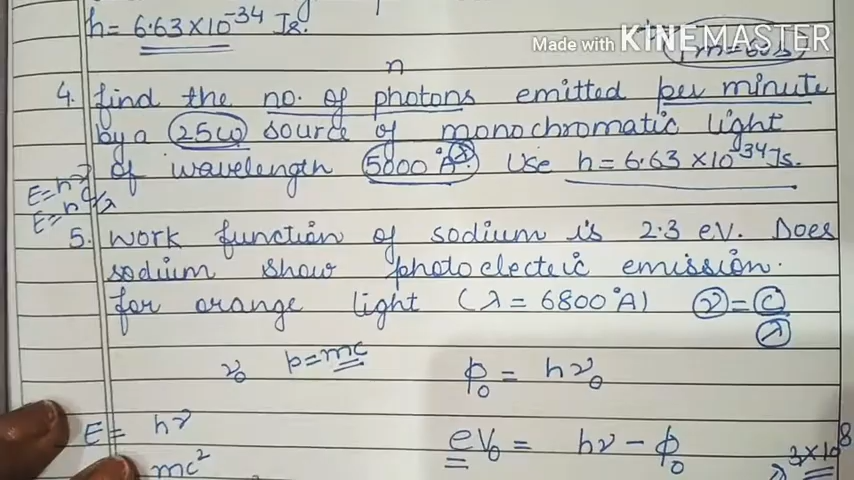 h = 6.63 × 10⁻³⁴ Js.
Made with KINEMASTER
n
4. find the no. of photons emitted per minute
by a 25W source of monochromatic light
of wavelength 5000 °A. Use h = 6.63 × 10⁻³⁴ Js.
E = hν
E = hc/λ
5. Work function of sodium is 2.3 eV. Does
sodium show photoelectric emission.
for orange light (λ = 6800 °A) ν = c/λ
ν₀ p = mc ϕ₀ = hν₀
E = hν eV₀ = hν − ϕ₀
mc² λ 3×10⁸